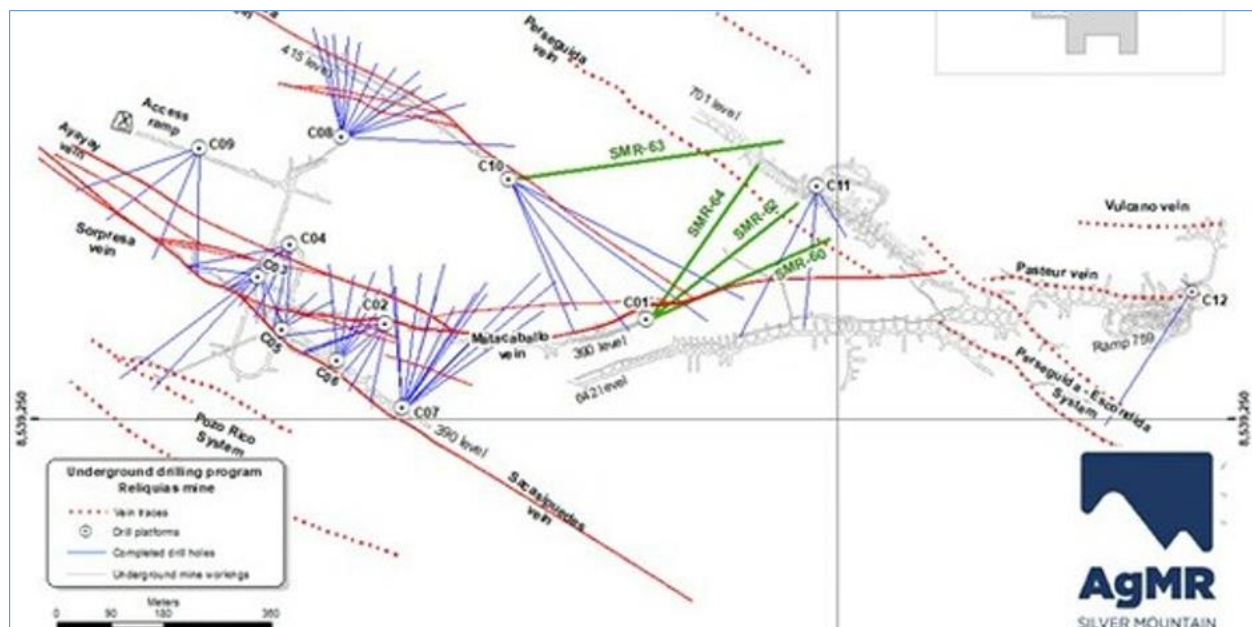 Perseguida
vein
415 level
701 level
Access
ramp
Ayayay
vein
C09
C08
C10
SMR-63
C11
SMR-64
SMR-62
SMR-60
Vulcano vein
Sorpresa
vein
C04
C03
C02
C01
Pasteur vein
C12
C05
C06
Matacaballo
vein
390 level
642 level
Ramp 759
Perseguida - Escondida
System
C07
390 level
8,539,250
8,539,250
Pozo Rico
System
Sacasipuedes
vein
Underground drilling program
Reliquias mine
Vein traces
Drill platforms
Completed drill holes
Underground mine workings
Meters
0 90 180 360
AgMR
SILVER MOUNTAIN